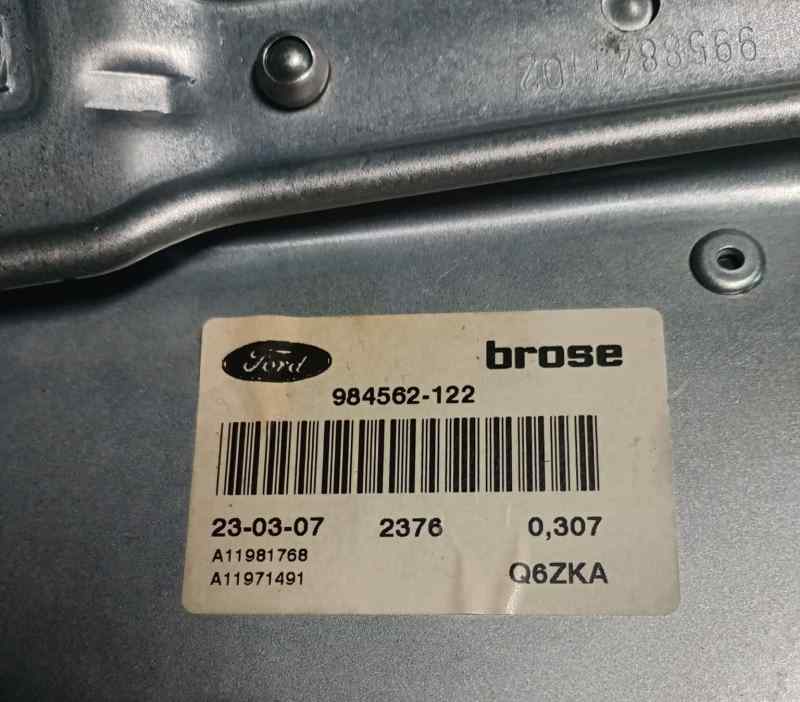 Ford brose
984562-122
23-03-07 2376 0,307
A11981768
A11971491 Q6ZKA